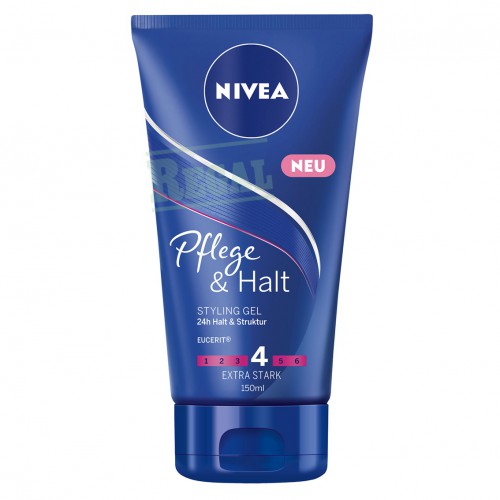 NIVEA
NEU
REGAL
Pflege
& Halt
STYLING GEL
24h Halt & Struktur
EUCERIT®
1 2 3 4 5 6
EXTRA STARK
150ml